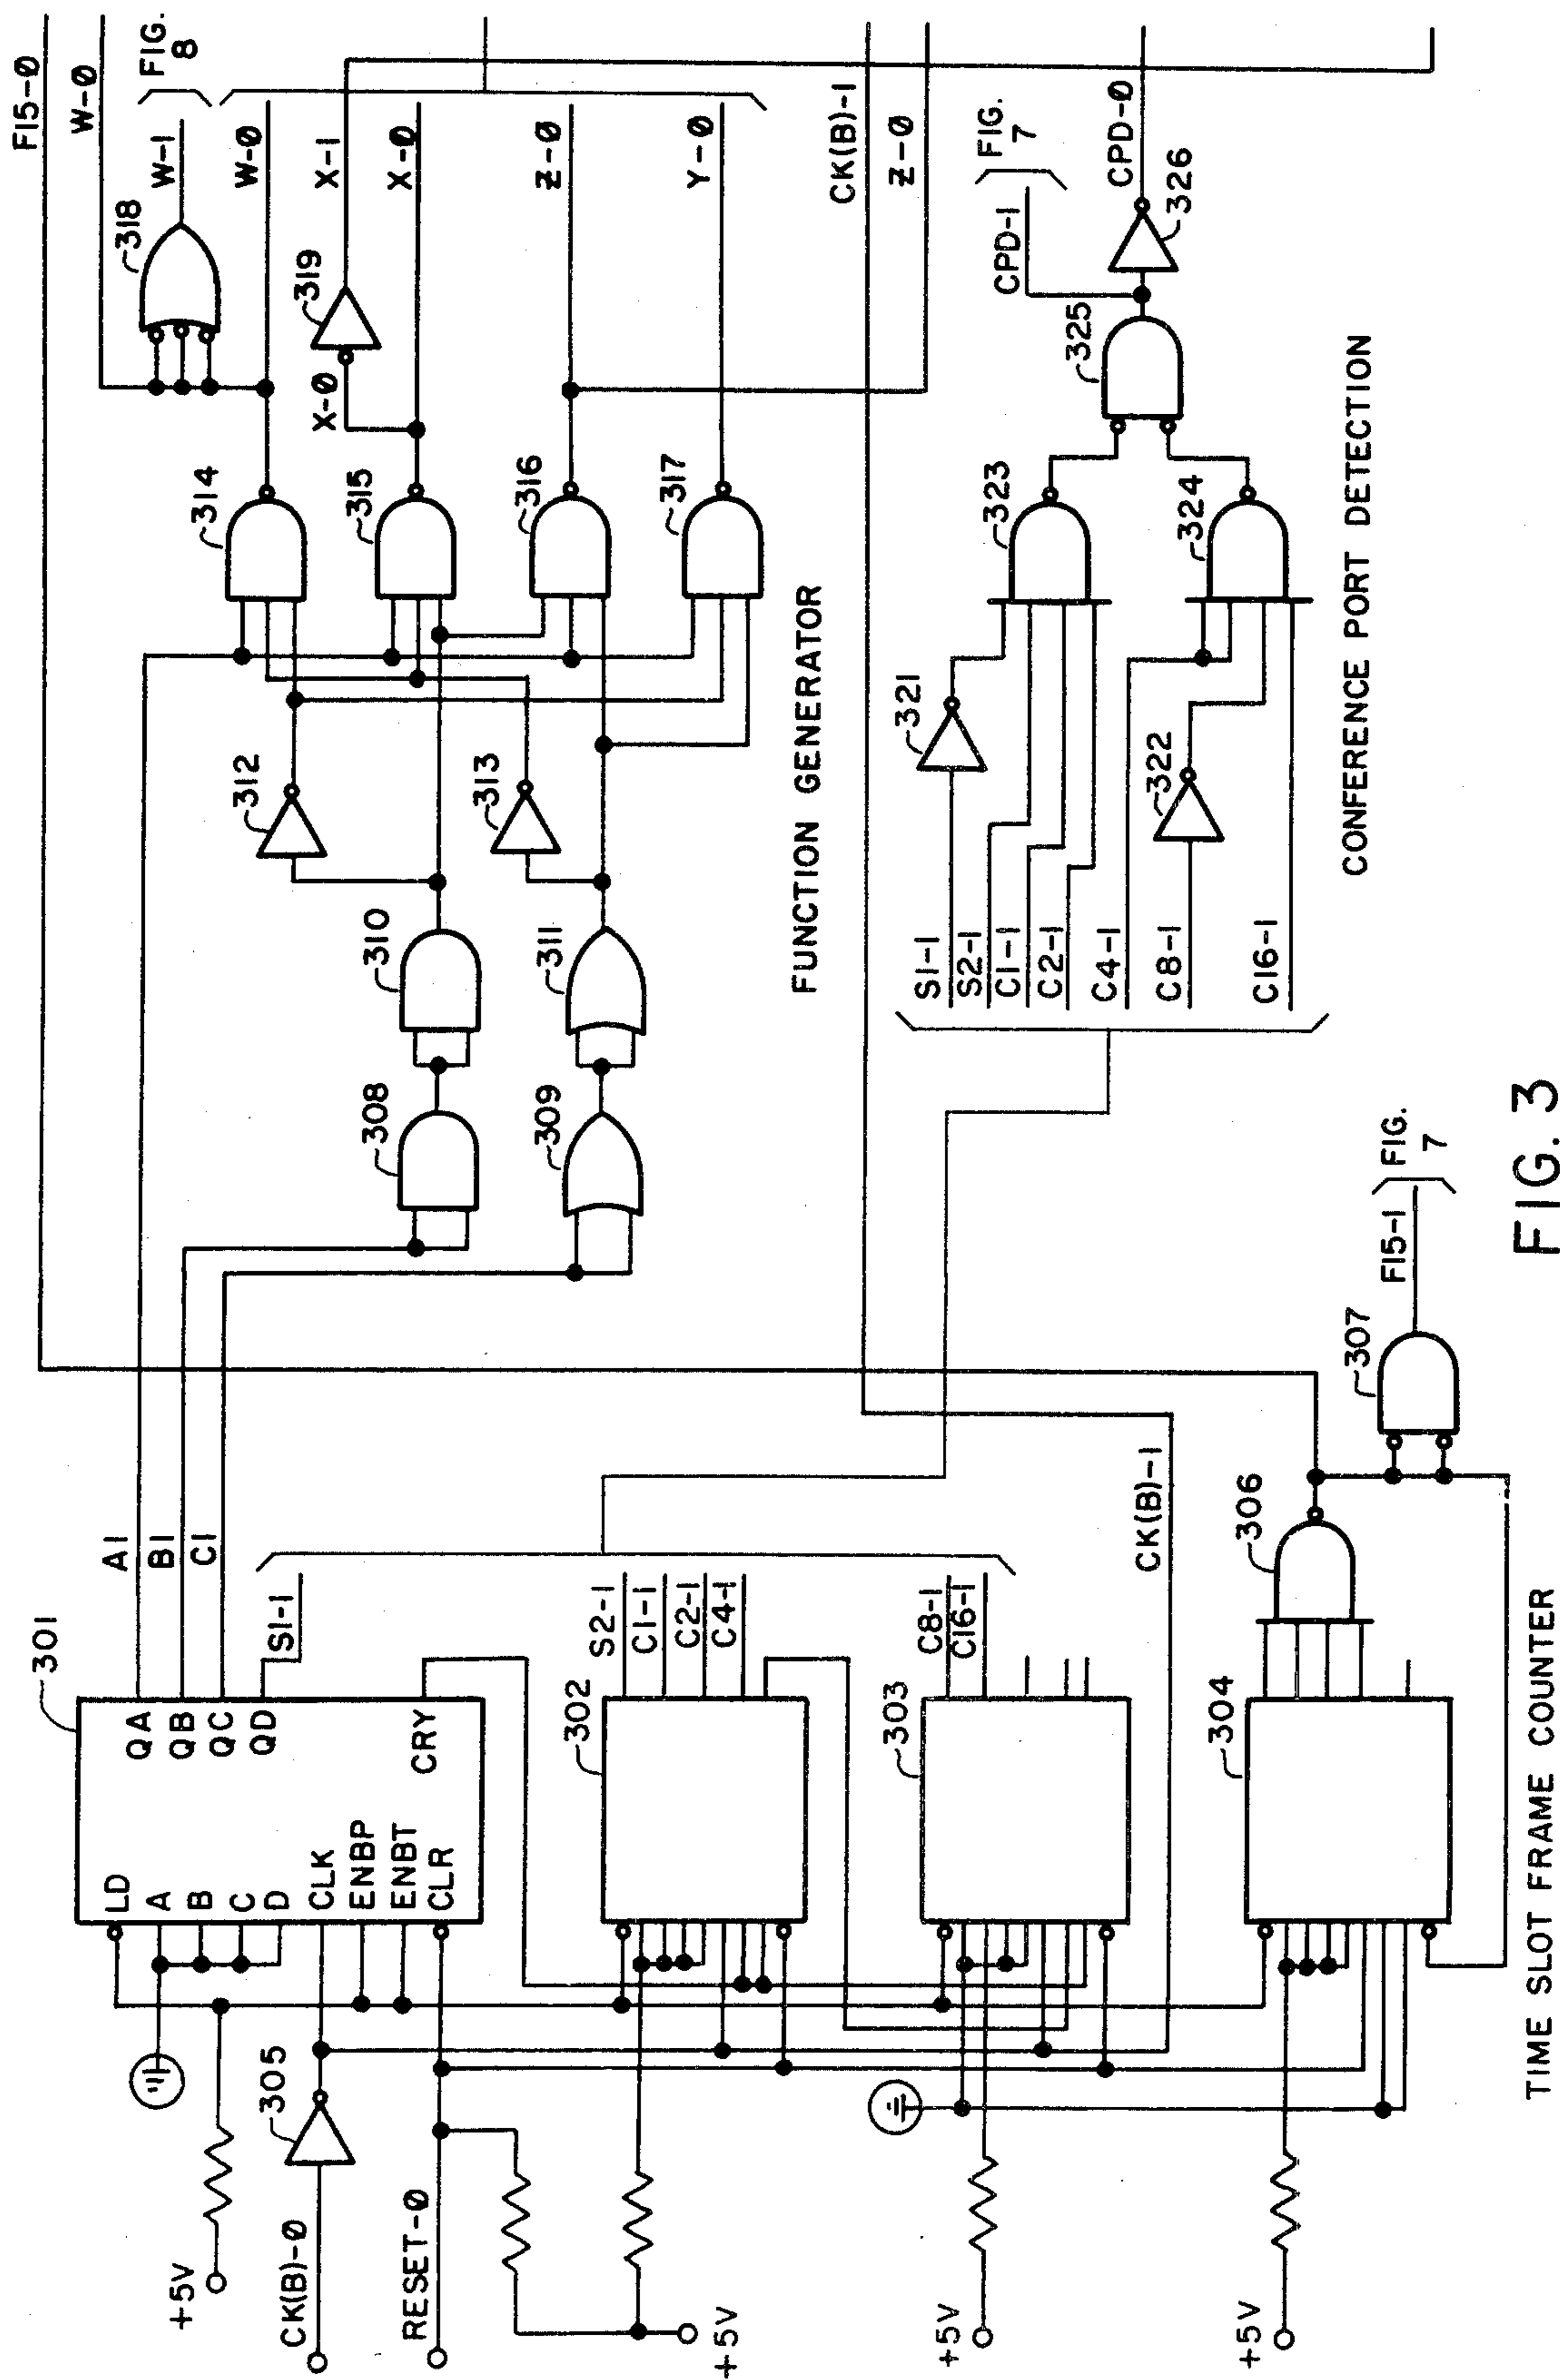 F15-0
W-0
FIG. 8
318
W-1
W-0
X-1
X-0
319
X-0
Z-0
Y-0
314
315
316
317
312
313
310
311
308
309
FUNCTION GENERATOR
A1
B1
C1
301
LD
A
B
C
D
CLK
ENBP
ENBT
CLR
QA
QB
QC
QD
CRY
S1-1
+5V
305
CK(B)-0
RESET-0
+5V
302
S2-1
C1-1
C2-1
C4-1
303
C8-1
C16-1
+5V
CK(B)-1
CK(B)-1
Z-0
304
306
307
F15-1
FIG. 7
+5V
TIME SLOT FRAME COUNTER
S1-1
S2-1
C1-1
C2-1
C4-1
C8-1
C16-1
321
322
323
324
325
326
CPD-1
FIG. 7
CPD-0
CONFERENCE PORT DETECTION
FIG. 3